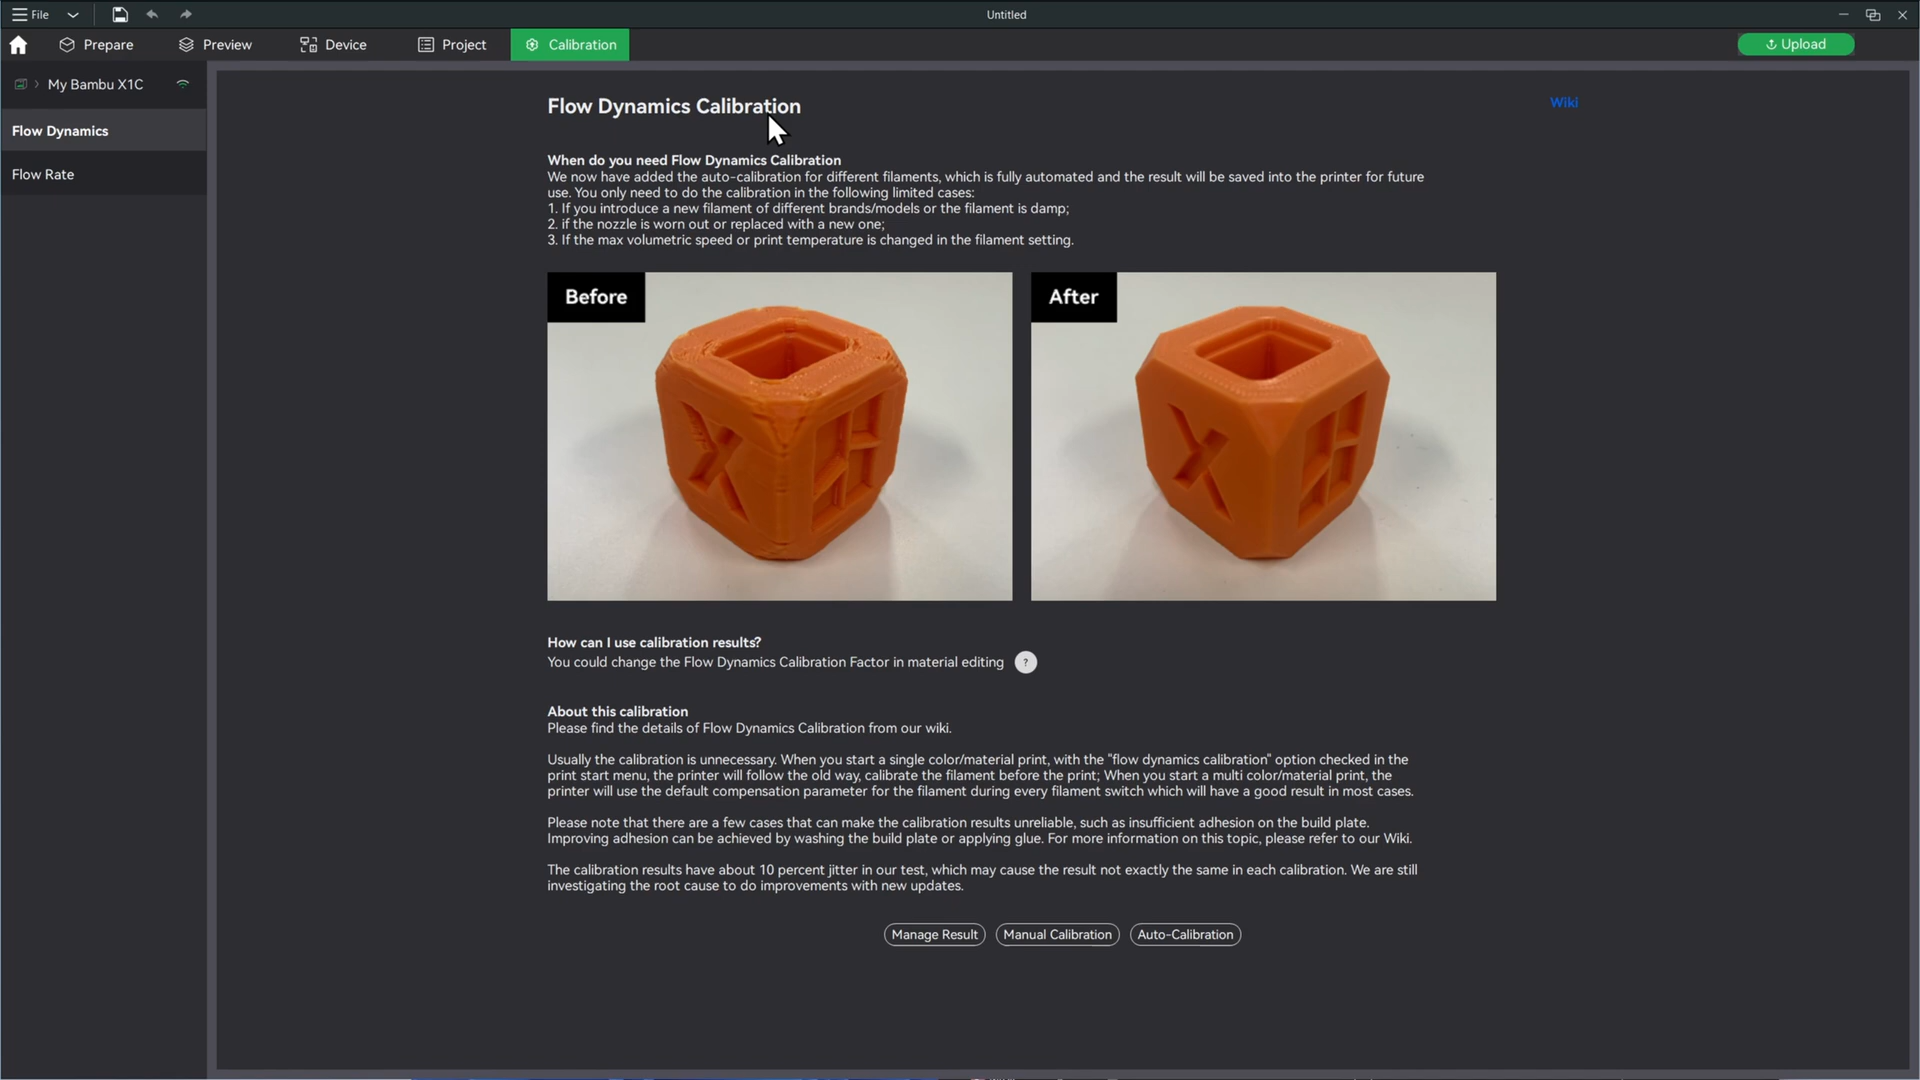 File
Untitled
Prepare
Preview
Device
Project
Calibration
Upload
My Bambu X1C
Flow Dynamics
Flow Rate
Flow Dynamics Calibration
Wiki
When do you need Flow Dynamics Calibration
We now have added the auto-calibration for different filaments, which is fully automated and the result will be saved into the printer for future
use. You only need to do the calibration in the following limited cases:
1. If you introduce a new filament of different brands/models or the filament is damp;
2. if the nozzle is worn out or replaced with a new one;
3. If the max volumetric speed or print temperature is changed in the filament setting.
Before
After
X
How can I use calibration results?
You could change the Flow Dynamics Calibration Factor in material editing
?
About this calibration
Please find the details of Flow Dynamics Calibration from our wiki.
Usually the calibration is unnecessary. When you start a single color/material print, with the "flow dynamics calibration" option checked in the
print start menu, the printer will follow the old way, calibrate the filament before the print; When you start a multi color/material print, the
printer will use the default compensation parameter for the filament during every filament switch which will have a good result in most cases.
Please note that there are a few cases that can make the calibration results unreliable, such as insufficient adhesion on the build plate.
Improving adhesion can be achieved by washing the build plate or applying glue. For more information on this topic, please refer to our Wiki.
The calibration results have about 10 percent jitter in our test, which may cause the result not exactly the same in each calibration. We are still
investigating the root cause to do improvements with new updates.
Manage Result
Manual Calibration
Auto-Calibration